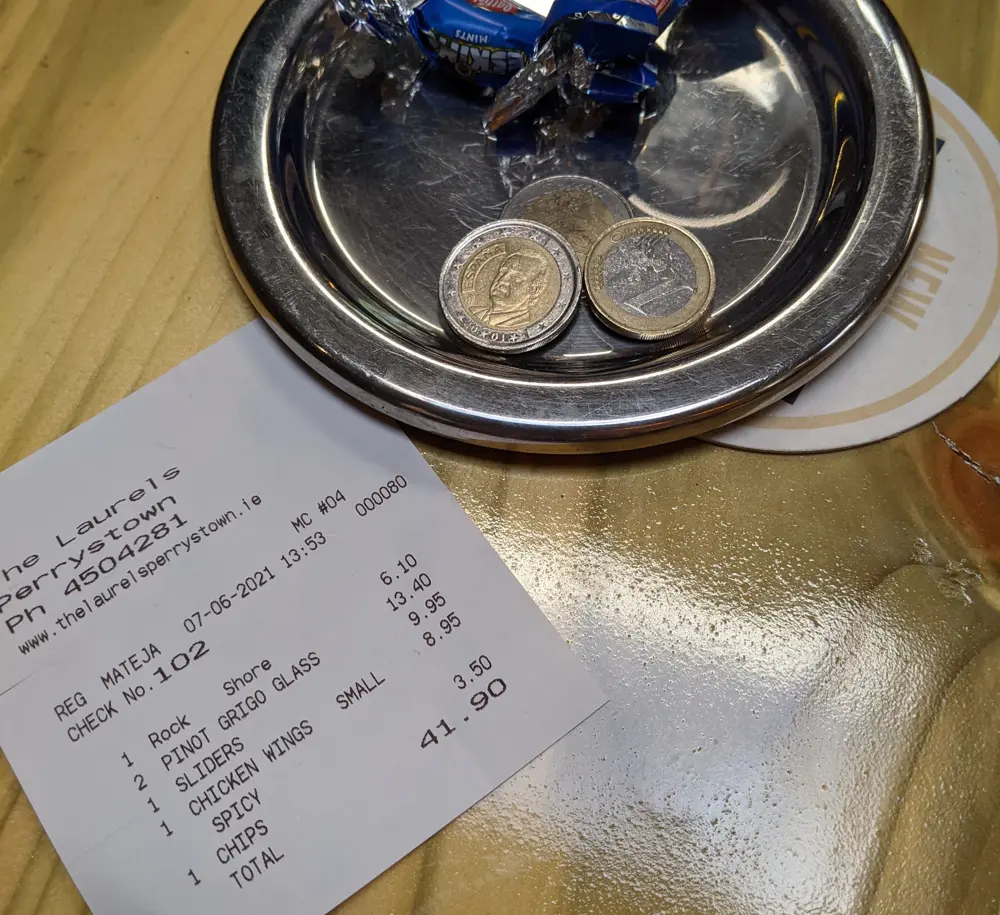 MINTS
ESPAÑA
1
NEW
he Laurels
Perrystown
Ph 4504281
www.thelaurelsperrystown.ie
REG MATEJA 07-06-2021 13:53 MC #04
CHECK No. 102 000080
1 Rock Shore 6.10
2 PINOT GRIGO GLASS 13.40
1 SLIDERS 9.95
1 CHICKEN WINGS SMALL 8.95
SPICY
1 CHIPS 3.50
TOTAL 41.90